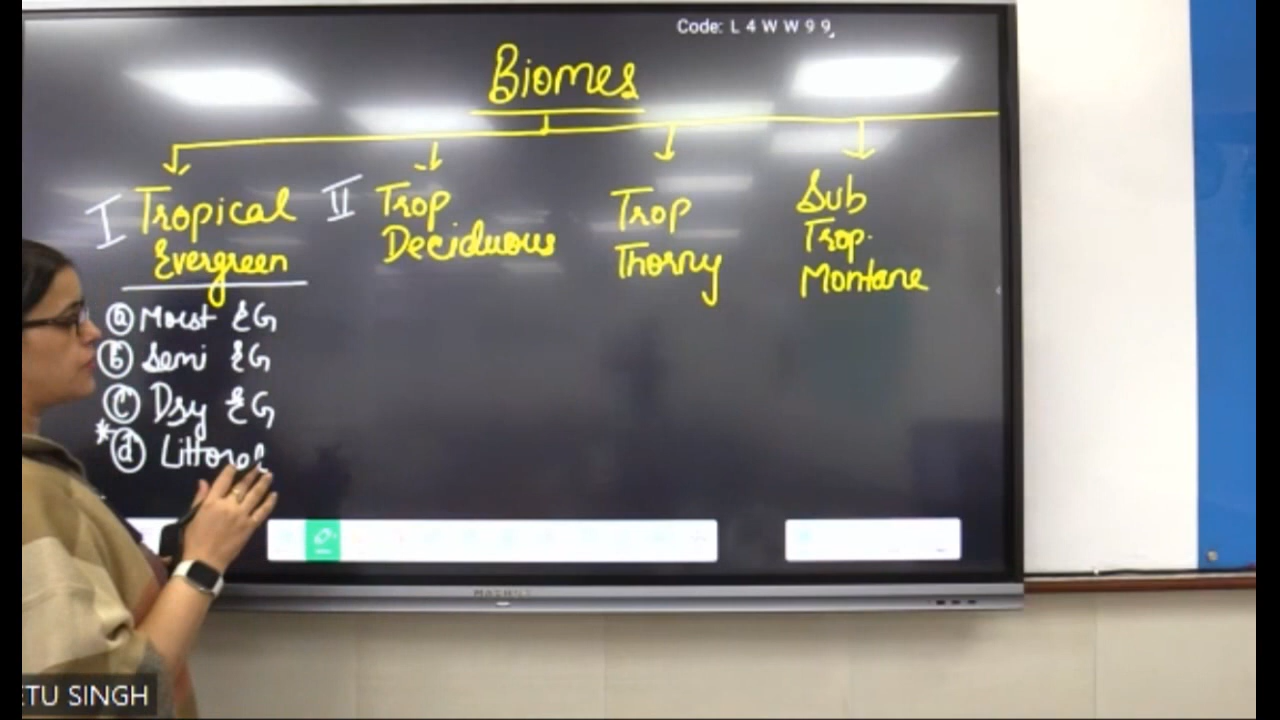 Code: L 4 W W 9 9
Biomes
I Tropical
Evergreen
II Trop
Deciduous
Trop
Thorny
Sub
Trop.
Montane
(a) Moist EG
(b) Semi EG
(c) Dry EG
* (d) Littoral
ETU SINGH